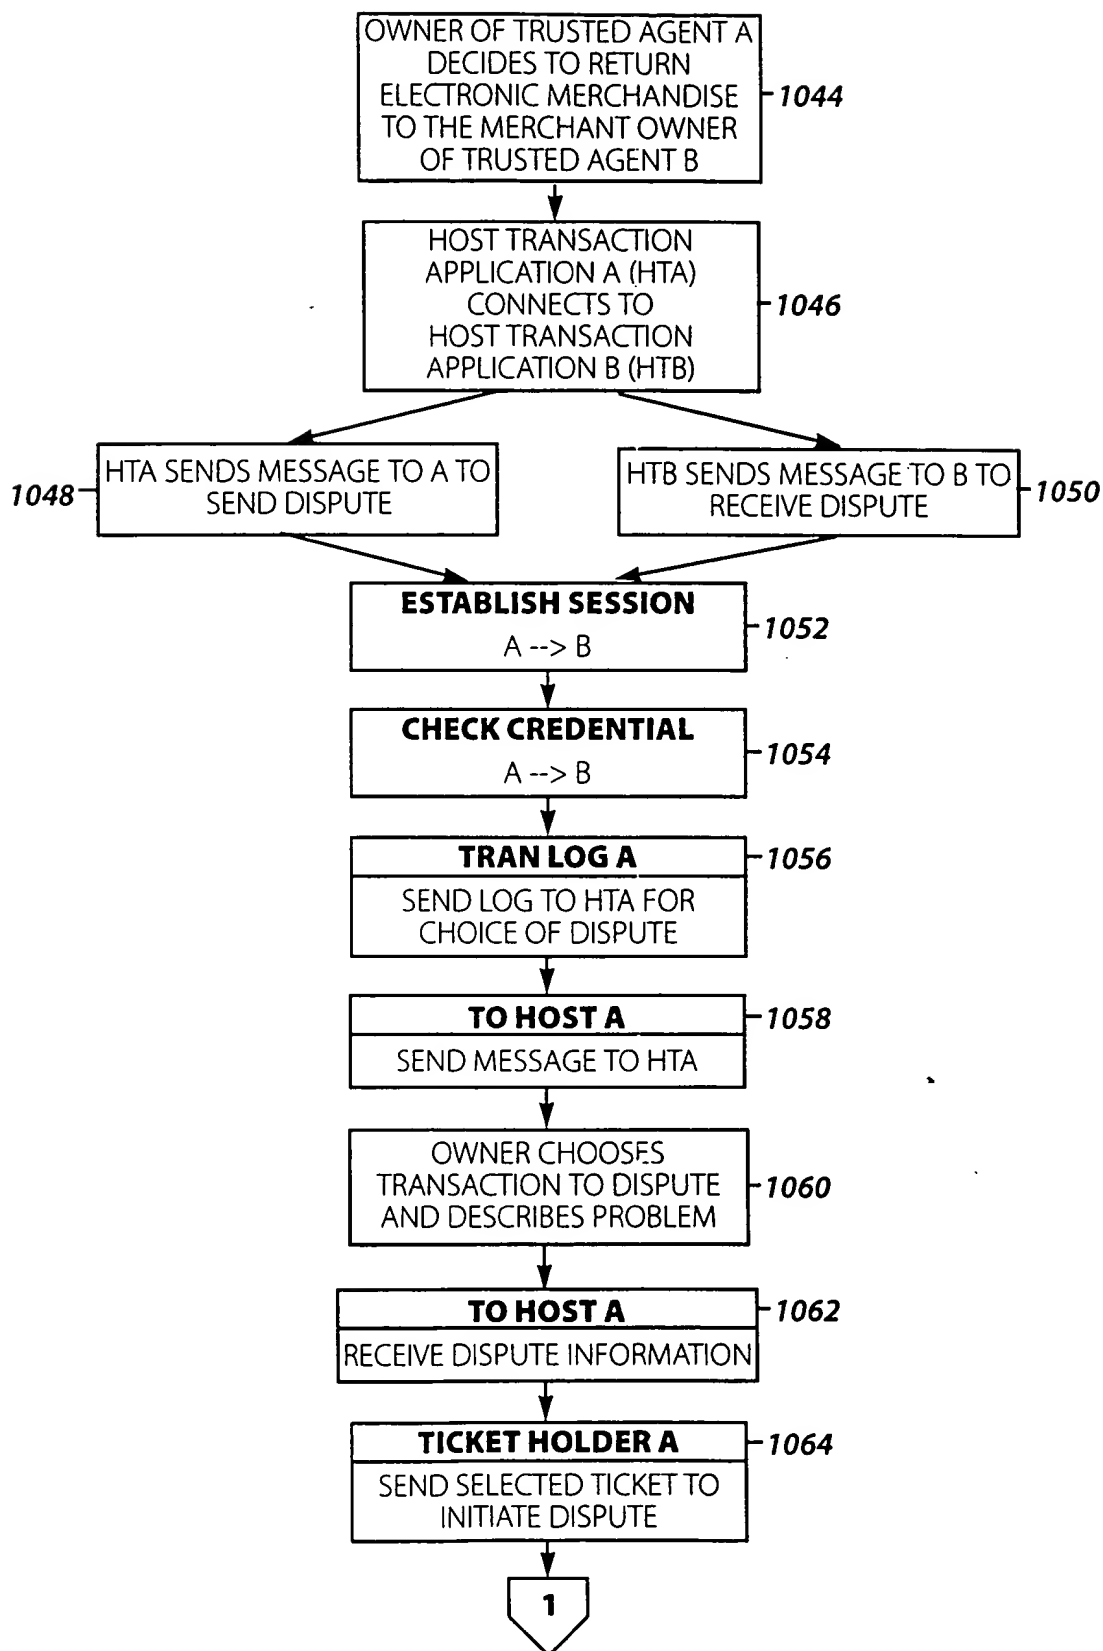 OWNER OF TRUSTED AGENT A
DECIDES TO RETURN
ELECTRONIC MERCHANDISE
TO THE MERCHANT OWNER
OF TRUSTED AGENT B
1044
HOST TRANSACTION
APPLICATION A (HTA)
CONNECTS TO
HOST TRANSACTION
APPLICATION B (HTB)
1046
1048
HTA SENDS MESSAGE TO A TO
SEND DISPUTE
HTB SENDS MESSAGE TO B TO
RECEIVE DISPUTE
1050
ESTABLISH SESSION
A --> B
1052
CHECK CREDENTIAL
A --> B
1054
TRAN LOG A
1056
SEND LOG TO HTA FOR
CHOICE OF DISPUTE
TO HOST A
1058
SEND MESSAGE TO HTA
OWNER CHOOSES
TRANSACTION TO DISPUTE
AND DESCRIBES PROBLEM
1060
TO HOST A
1062
RECEIVE DISPUTE INFORMATION
TICKET HOLDER A
1064
SEND SELECTED TICKET TO
INITIATE DISPUTE
1